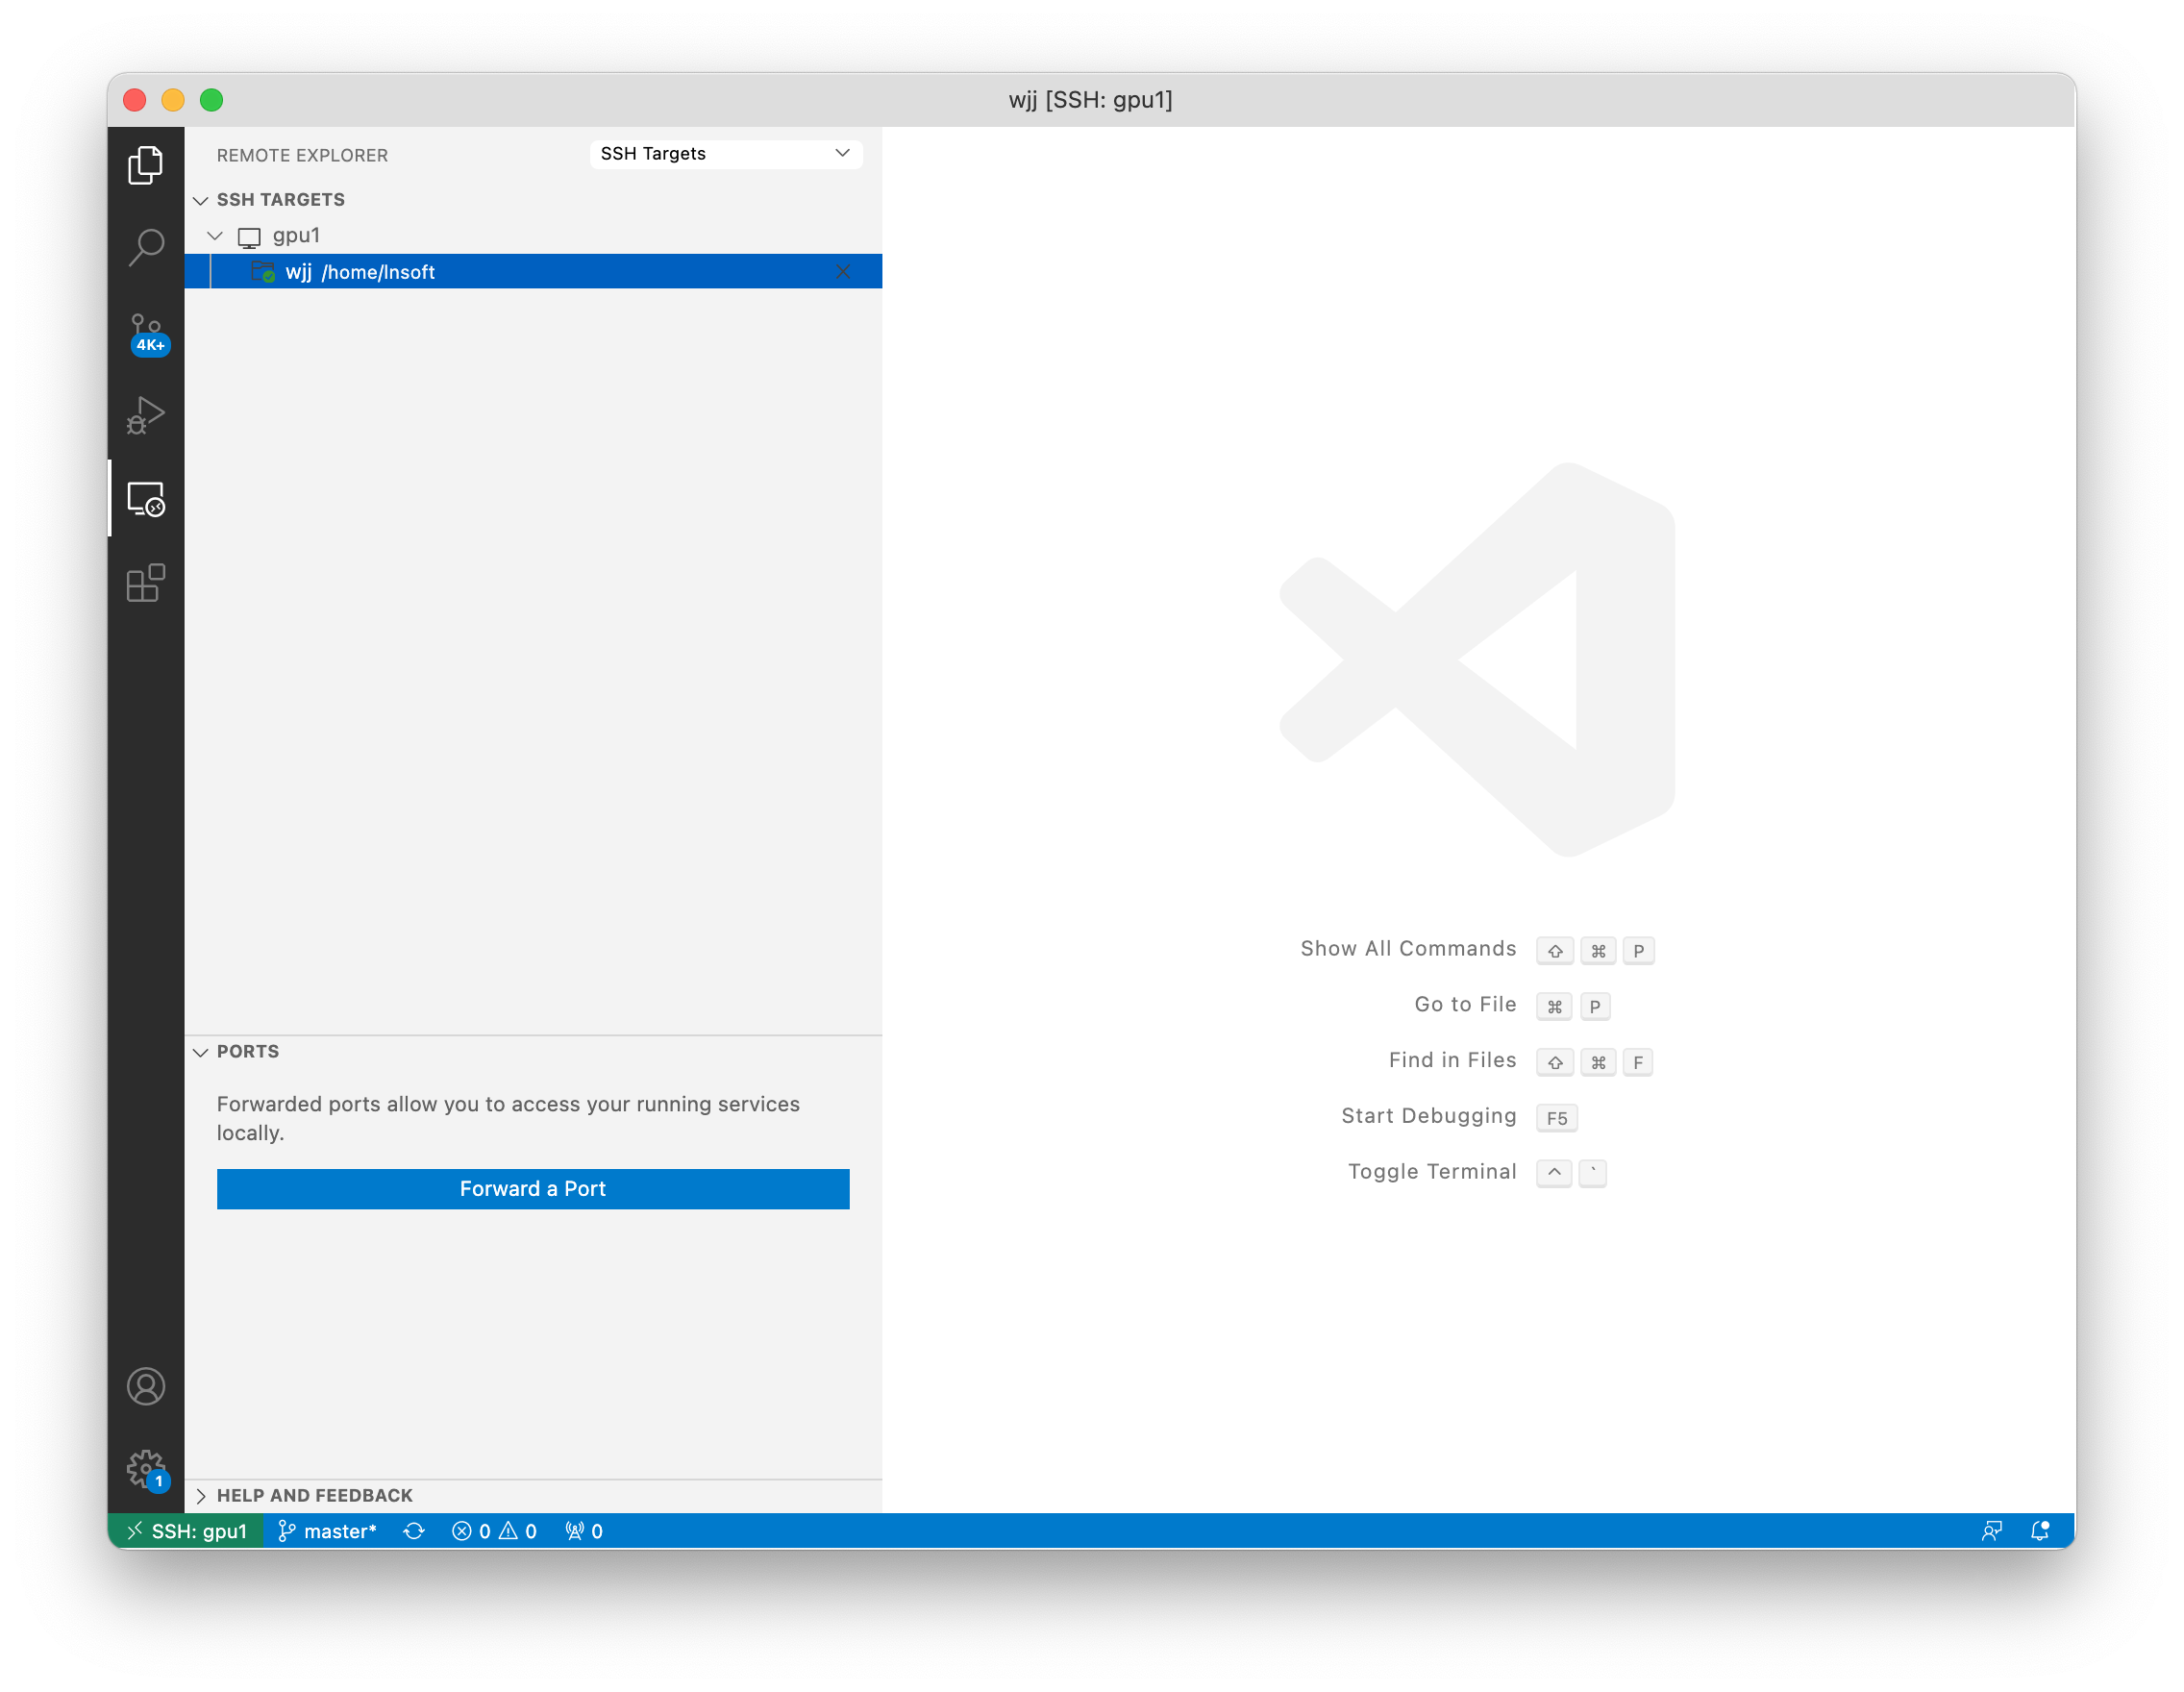 wjj [SSH: gpu1]
REMOTE EXPLORER
SSH Targets
SSH TARGETS
gpu1
wjj /home/lnsoft
4K+
PORTS
Forwarded ports allow you to access your running services
locally.
Forward a Port
HELP AND FEEDBACK
Show All Commands ⇧ ⌘ P
Go to File ⌘ P
Find in Files ⇧ ⌘ F
Start Debugging F5
Toggle Terminal ^ `
1
SSH: gpu1 master* 0 0 0